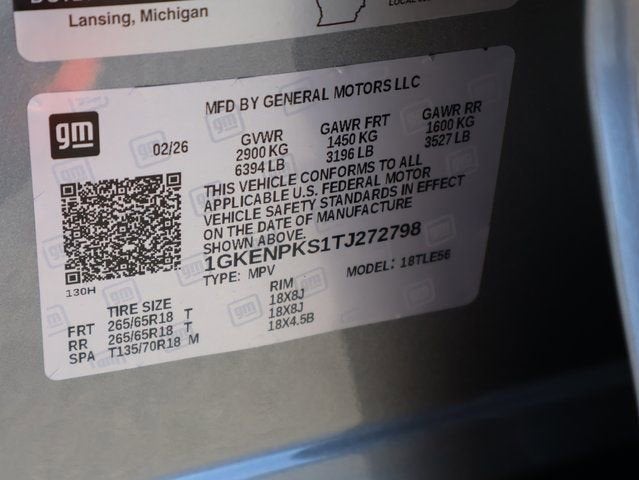 Lansing, Michigan
gm
MFD BY GENERAL MOTORS LLC
02/26
GVWR
2900 KG
6394 LB
GAWR FRT
1450 KG
3196 LB
GAWR RR
1600 KG
3527 LB
THIS VEHICLE CONFORMS TO ALL
APPLICABLE U.S. FEDERAL MOTOR
VEHICLE SAFETY STANDARDS IN EFFECT
ON THE DATE OF MANUFACTURE
SHOWN ABOVE.
1GKENPKS1TJ272798
TYPE: MPV
MODEL: 18TLE56
130H
TIRE SIZE
RIM
FRT 265/65R18 T 18X8J
RR 265/65R18 T 18X8J
SPA T135/70R18 M 18X4.5B